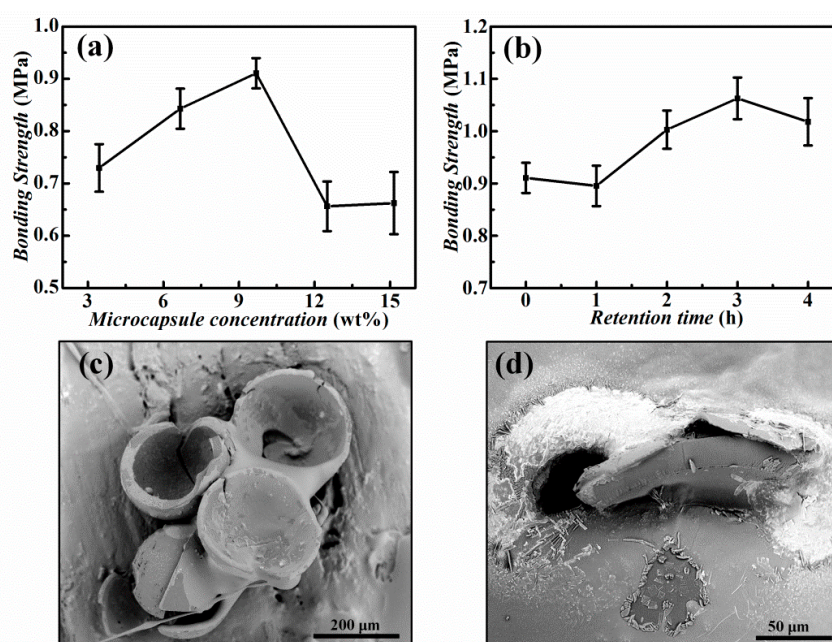 (a)
1.0
0.9
0.8
0.7
0.6
0.5
Bonding Strength (MPa)
3 6 9 12 15
Microcapsule concentration (wt%)
(b)
1.2
1.1
1.0
0.9
0.8
0.7
Bonding Strength (MPa)
0 1 2 3 4
Retention time (h)
(c)
200 μm
(d)
50 μm